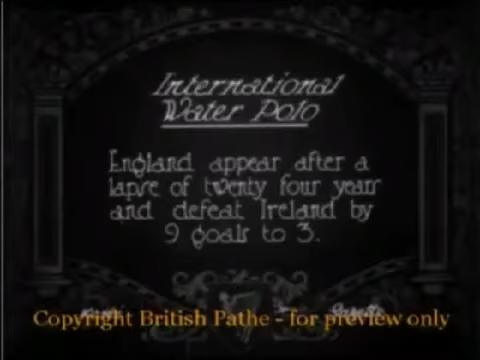 International
Water Polo
England appear after a
lapse of twenty four years
and defeat Ireland by
9 goals to 3.
Copyright British Pathe - for preview only